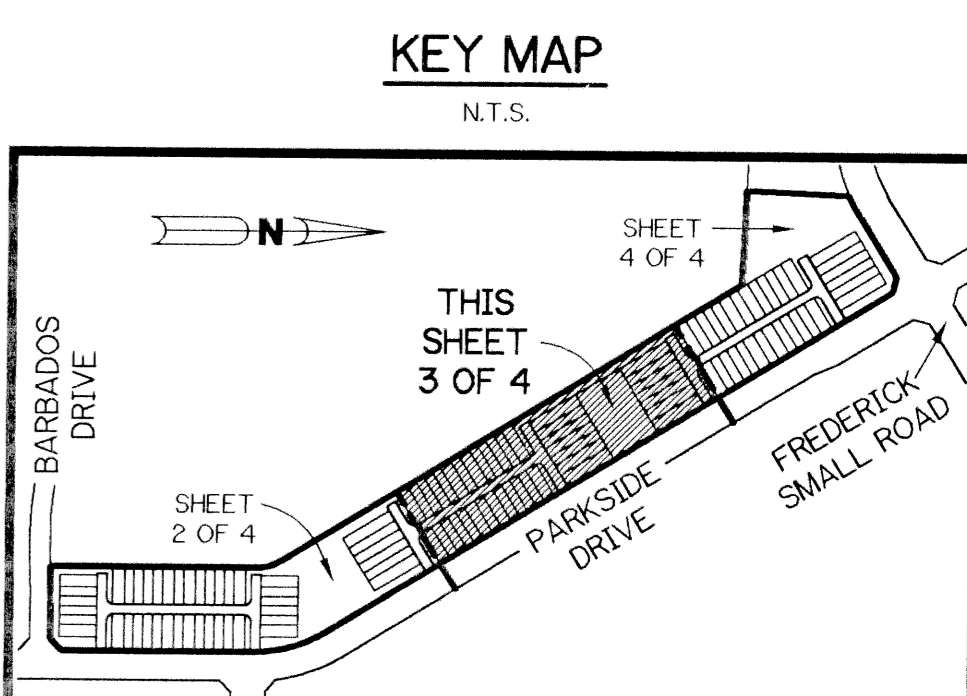 KEY MAP
N.T.S.
N
SHEET
4 OF 4
THIS
SHEET
3 OF 4
BARBADOS
DRIVE
SHEET
2 OF 4
PARKSIDE
DRIVE
FREDERICK
SMALL ROAD